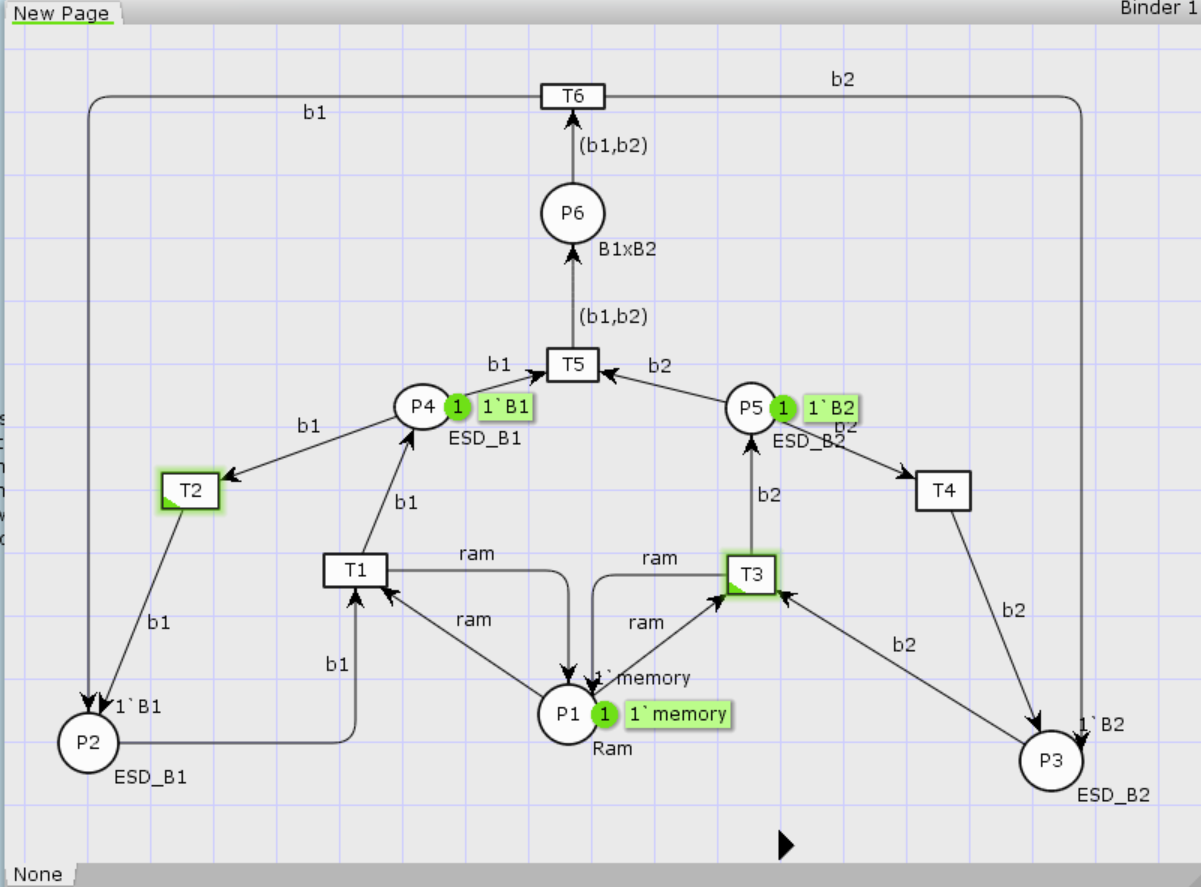 New Page
Binder 1
b2
T6
b1
(b1,b2)
P6
B1xB2
(b1,b2)
T5
b1
b2
P4
1
1`B1
P5
1
1`B2
b1
ESD_B1
ESD_B2
b2
T2
T4
b2
b1
T1
ram
ram
T3
b1
ram
ram
b2
b2
b1
1`memory
1`B1
P1
1
1`memory
1`B2
P2
Ram
P3
ESD_B1
ESD_B2
None